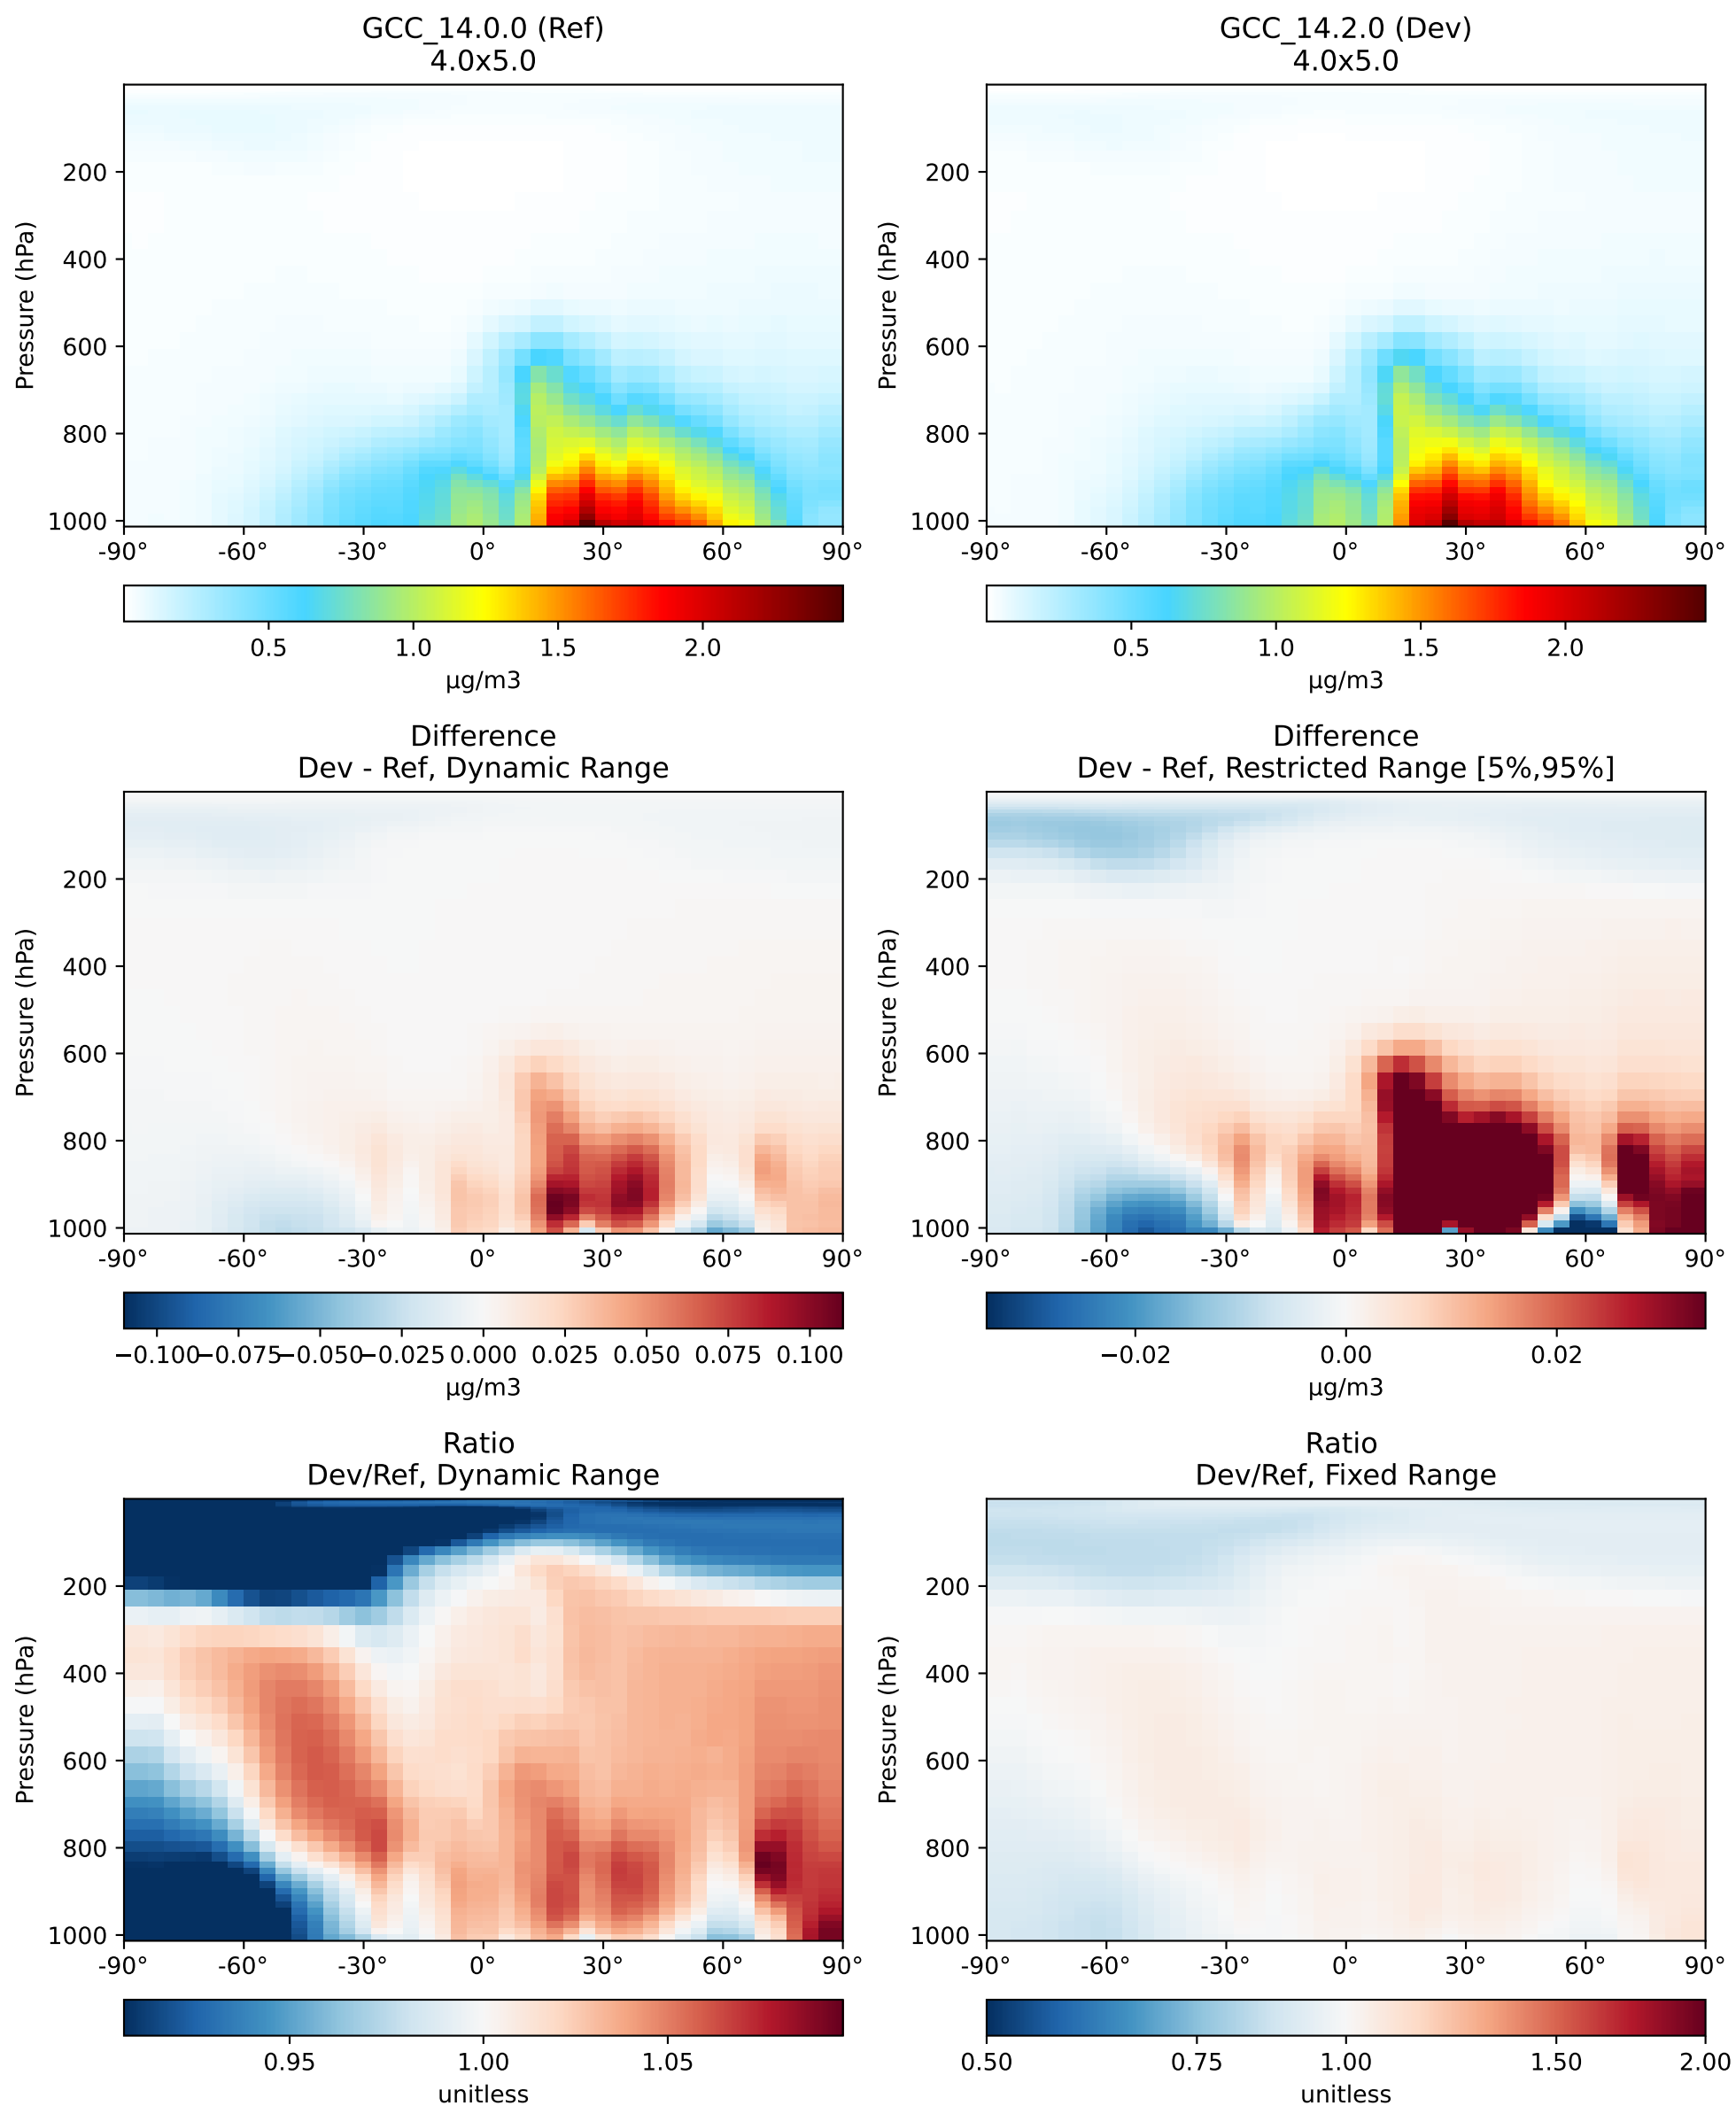 GCC_14.0.0 (Ref)
4.0x5.0
Pressure (hPa)
200
400
600
800
1000
-90° -60° -30° 0° 30° 60° 90°
0.5 1.0 1.5 2.0
µg/m3
GCC_14.2.0 (Dev)
4.0x5.0
Pressure (hPa)
200
400
600
800
1000
-90° -60° -30° 0° 30° 60° 90°
0.5 1.0 1.5 2.0
µg/m3
Difference
Dev - Ref, Dynamic Range
Pressure (hPa)
200
400
600
800
1000
-90° -60° -30° 0° 30° 60° 90°
−0.100 −0.075 −0.050 −0.025 0.000 0.025 0.050 0.075 0.100
µg/m3
Difference
Dev - Ref, Restricted Range [5%,95%]
Pressure (hPa)
200
400
600
800
1000
-90° -60° -30° 0° 30° 60° 90°
−0.02 0.00 0.02
µg/m3
Ratio
Dev/Ref, Dynamic Range
Pressure (hPa)
200
400
600
800
1000
-90° -60° -30° 0° 30° 60° 90°
0.95 1.00 1.05
unitless
Ratio
Dev/Ref, Fixed Range
Pressure (hPa)
200
400
600
800
1000
-90° -60° -30° 0° 30° 60° 90°
0.50 0.75 1.00 1.50 2.00
unitless